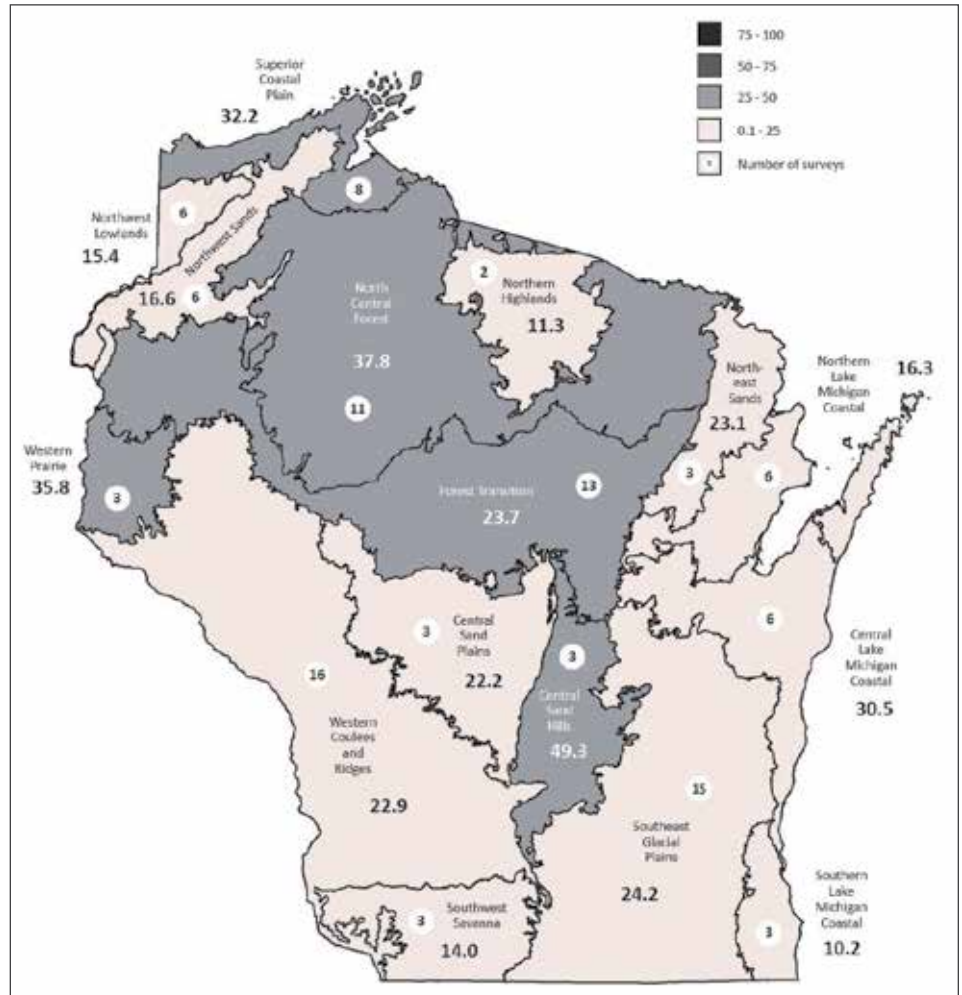 75 - 100
50 - 75
25 - 50
0.1 - 25
Number of surveys
Superior
Coastal
Plain
32.2
8
6
Northwest
Lowlands
15.4
Northwest Sands
16.6
6
2
Northern
Highlands
11.3
North
Central
Forest
37.8
11
North-
east
Sands
23.1
3
Northern
Lake
Michigan
Coastal
16.3
6
Western
Prairie
35.8
3
Forest Transition
23.7
13
Central
Sand
Plains
22.2
3
3
Central
Sand
Hills
49.3
6
Central
Lake
Michigan
Coastal
30.5
16
Western
Coulees
and
Ridges
22.9
15
Southeast
Glacial
Plains
24.2
3
Southwest
Savanna
14.0
3
Southern
Lake
Michigan
Coastal
10.2